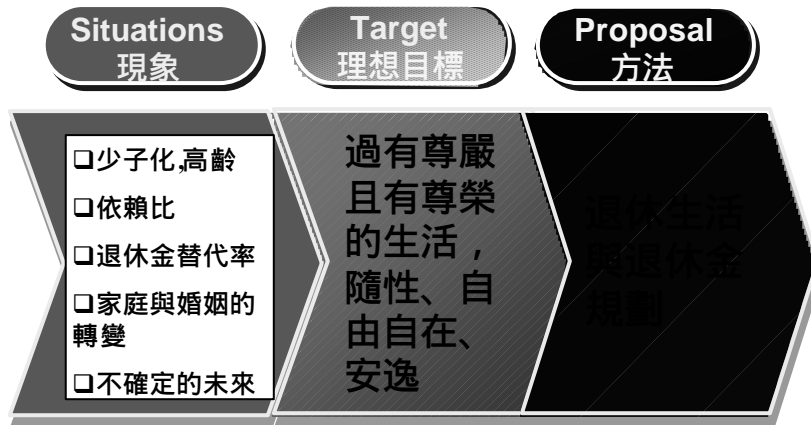 Situations
現象
Target
理想目標
Proposal
方法
❑少子化,高齡
❑依賴比
❑退休金替代率
❑家庭與婚姻的
轉變
❑不確定的未來
過有尊嚴
且有尊榮
的生活，
隨性、自
由自在、
安逸
退休生活
與退休金
規劃